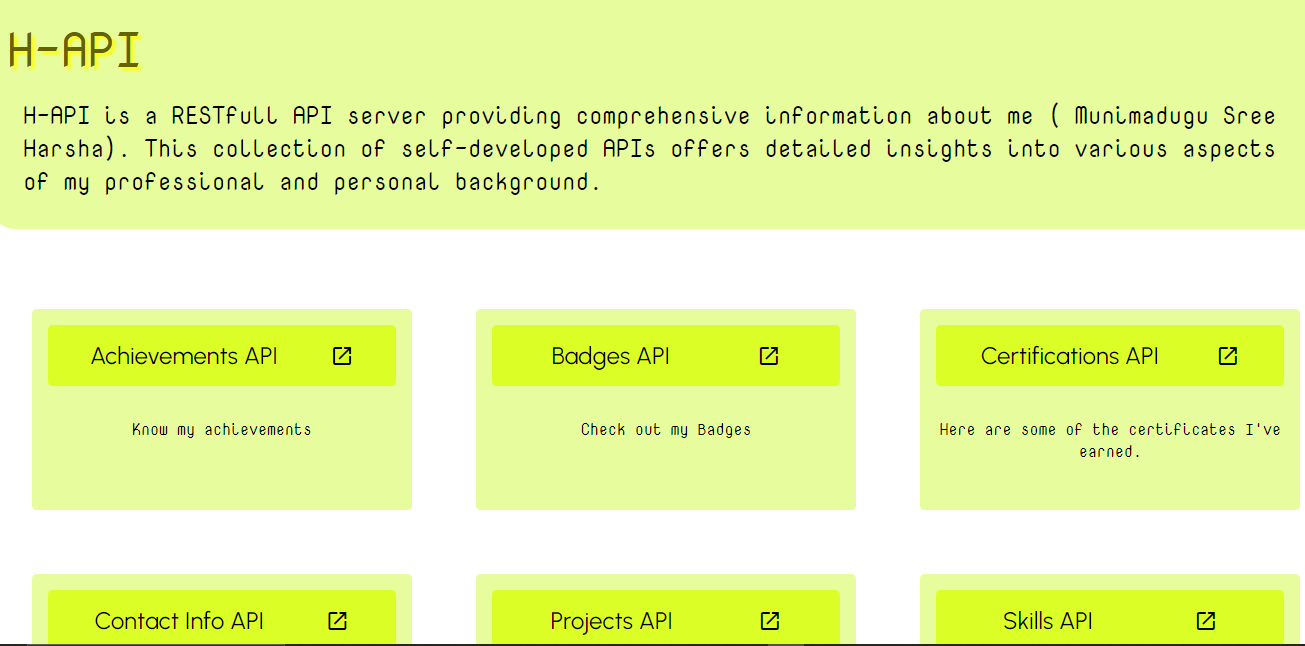 H-API
H-API is a RESTfull API server providing comprehensive information about me ( Munimadugu Sree
Harsha). This collection of self-developed APIs offers detailed insights into various aspects
of my professional and personal background.
Achievements API
Badges API
Certifications API
Know my achievements
Check out my Badges
Here are some of the certificates I've
earned.
Contact Info API
Projects API
Skills API